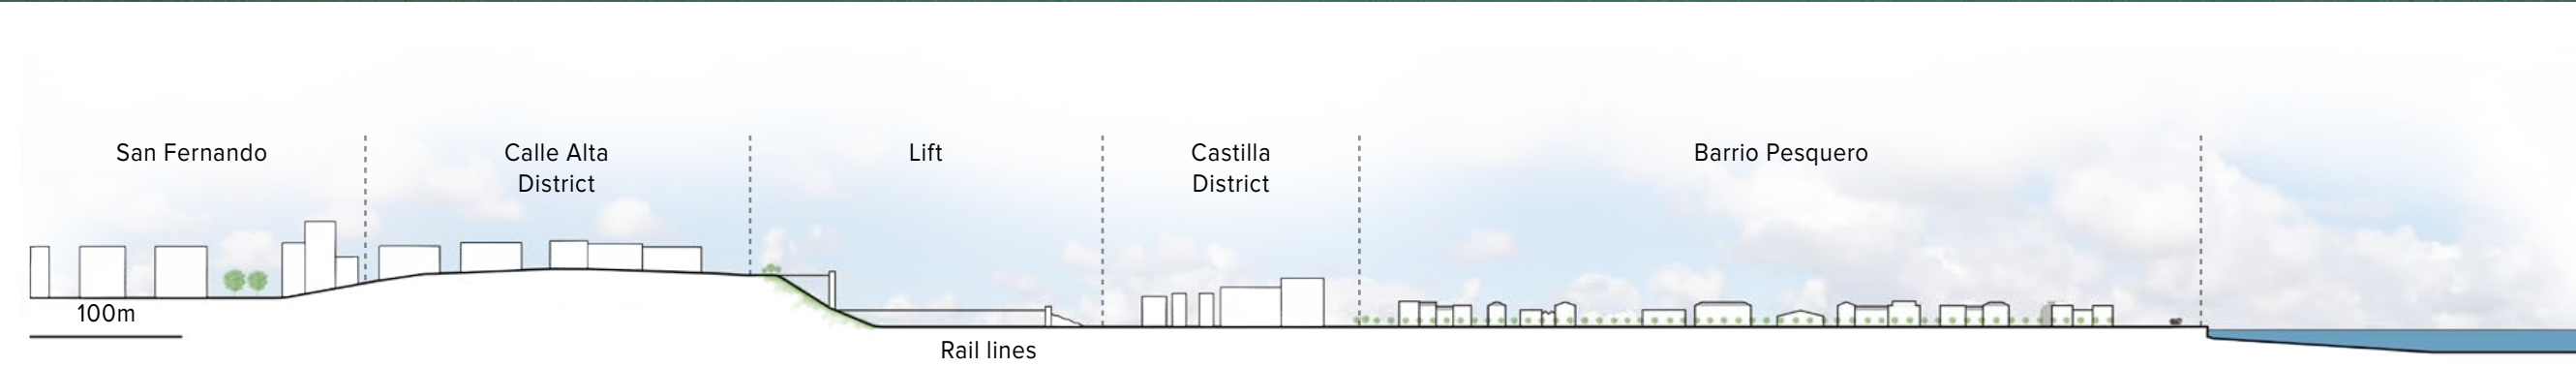 San Fernando
Calle Alta
District
Lift
Castilla
District
Barrio Pesquero
100m
Rail lines